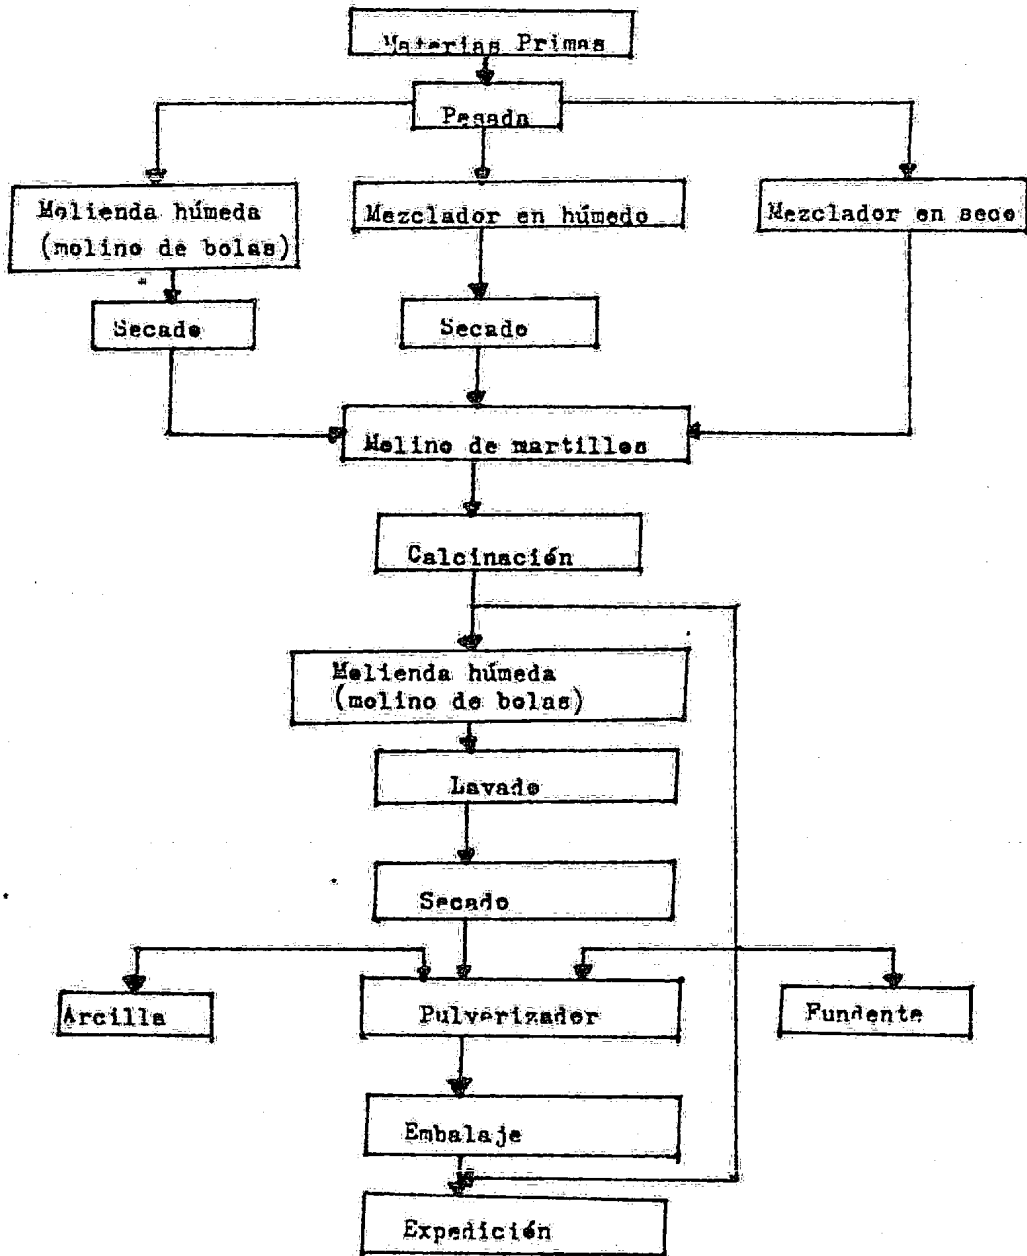 Materias Primas
Pesada
Molienda húmeda
(molino de bolas)
Mezclador en húmedo
Mezclador en seco
Secado
Secado
Molino de martillos
Calcinación
Molienda húmeda
(molino de bolas)
Lavado
Secado
Arcilla
Pulverizador
Fundente
Embalaje
Expedición